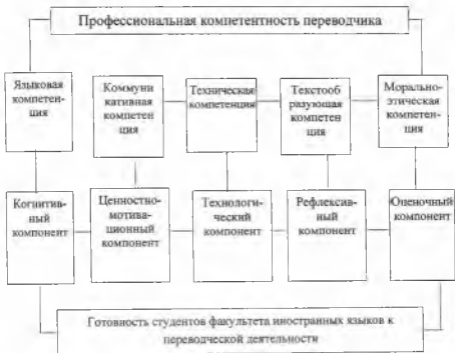 Профессиональная компетентность переводчика
Языковая
компетен-
ция
Коммуни
кативная
компетен
ция
Техническая
компетенция
Текстооб
разующая
компетен
ция
Морально-
этическая
компетен-
ция
Когнитив-
ный
компонент
Ценностно-
мотива-
ционный
компонент
Технологи-
ческий
компонент
Рефлексив-
ный
компонент
Оценочный
компонент
Готовность студентов факультета иностранных языков к
переводческой деятельности